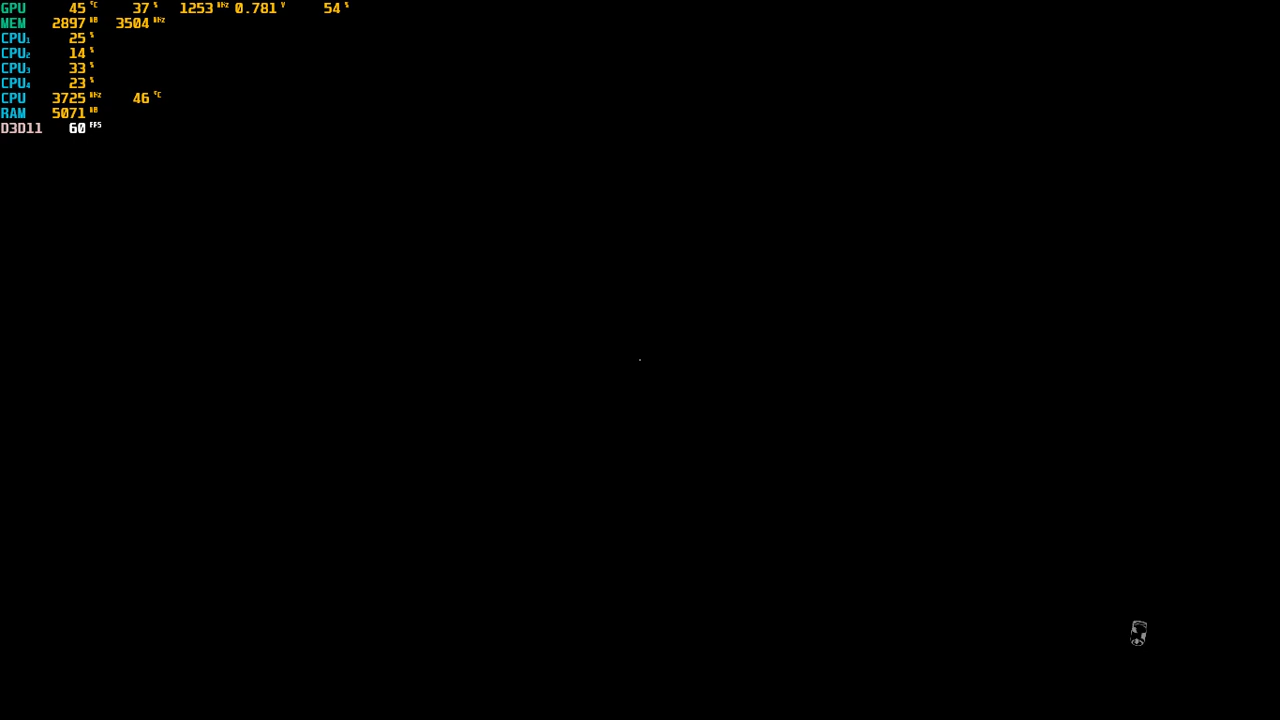 GPU 45 °C 37 % 1253 MHz 0.781 V 54 %
MEM 2897 MB 3504 MHz
CPU1 25 %
CPU2 14 %
CPU3 33 %
CPU4 23 %
CPU 3725 MHz 46 °C
RAM 5071 MB
D3D11 60 FPS